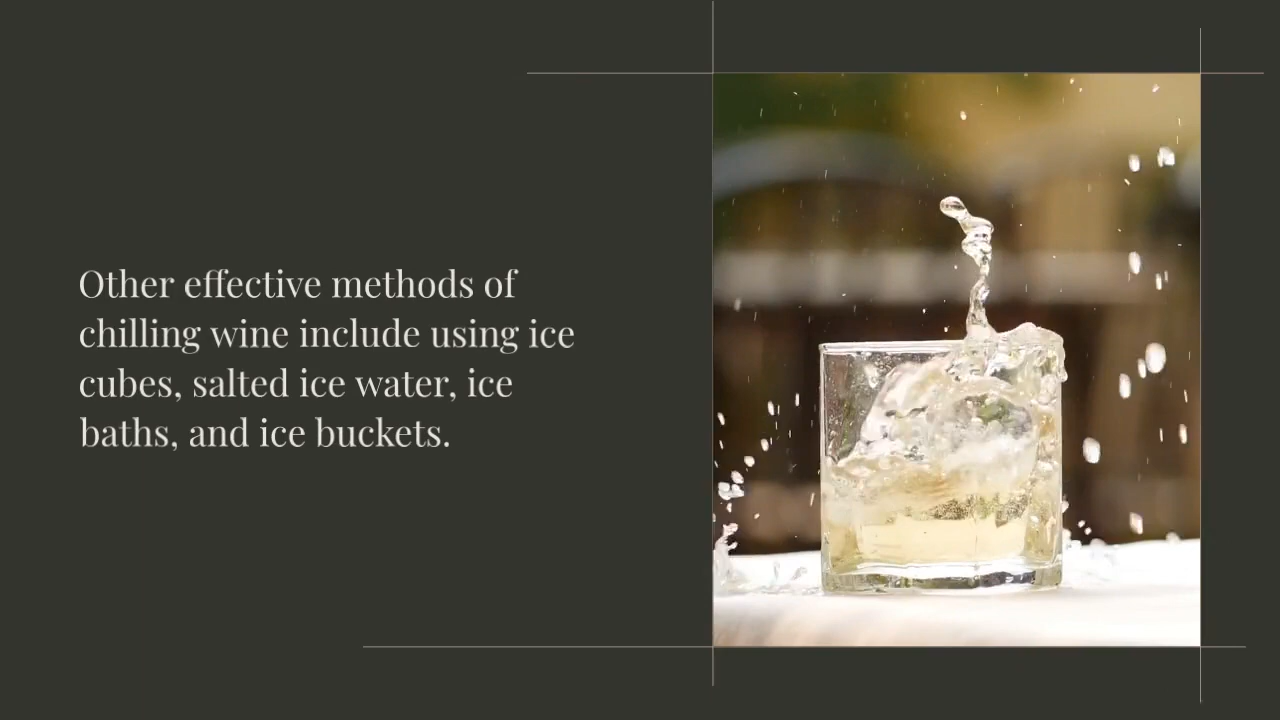 Other effective methods of
chilling wine include using ice
cubes, salted ice water, ice
baths, and ice buckets.